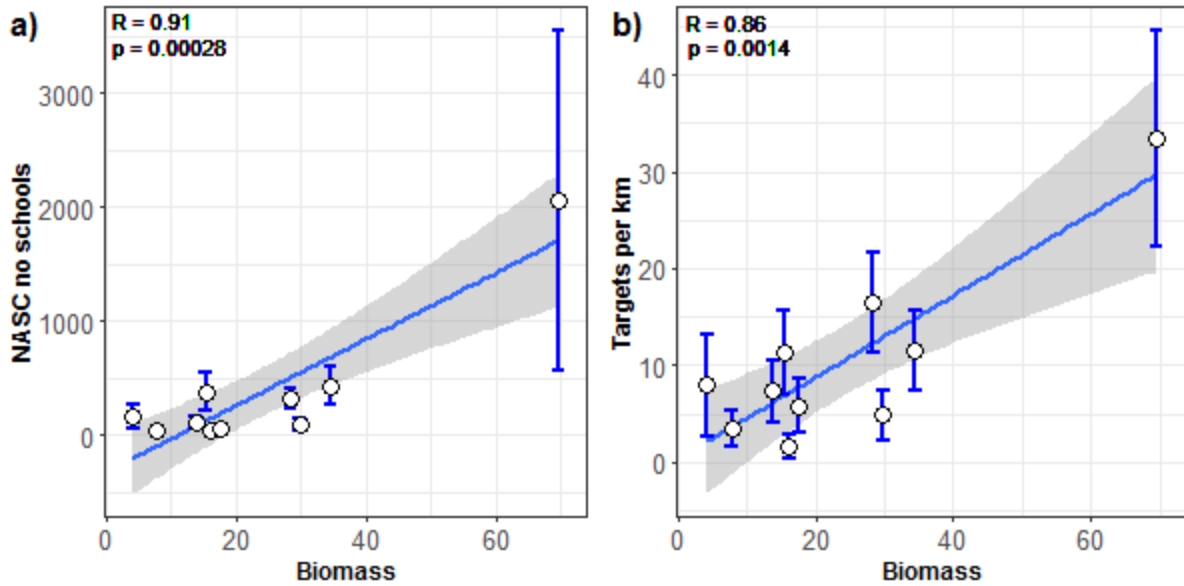 a)
R = 0.91
p = 0.00028
NASC no schools
3000
2000
1000
0
0 20 40 60
Biomass
b)
R = 0.86
p = 0.0014
Targets per km
40
30
20
10
0
0 20 40 60
Biomass